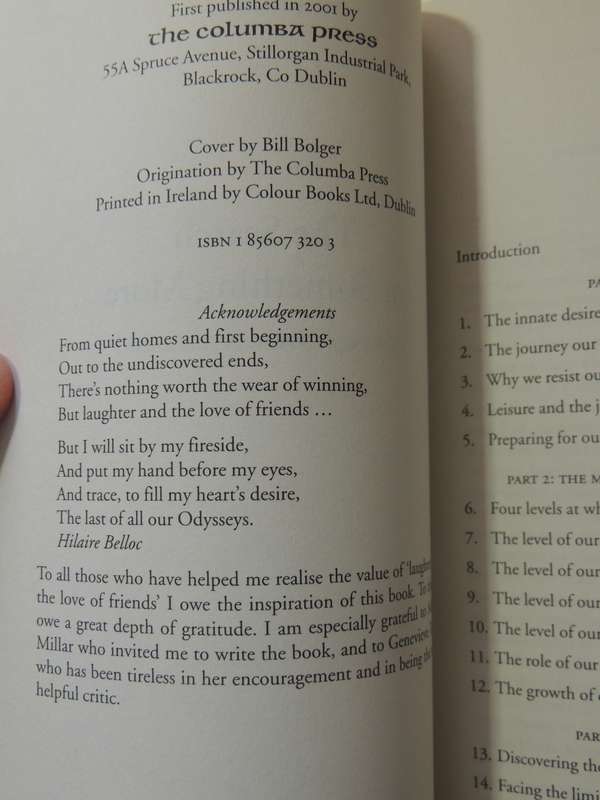 First published in 2001 by
the columba press
55A Spruce Avenue, Stillorgan Industrial Park,
Blackrock, Co Dublin
Cover by Bill Bolger
Origination by The Columba Press
Printed in Ireland by Colour Books Ltd, Dublin
ISBN 1 85607 320 3
Acknowledgements
From quiet homes and first beginning,
Out to the undiscovered ends,
There's nothing worth the wear of winning,
But laughter and the love of friends …
But I will sit by my fireside,
And put my hand before my eyes,
And trace, to fill my heart's desire,
The last of all our Odysseys.
Hilaire Belloc
To all those who have helped me realise the value of
the love of friends' I owe the inspiration of this book. To
owe a great depth of gratitude. I am especially grateful to
Millar who invited me to write the book, and to Genevieve
who has been tireless in her encouragement and in being the
helpful critic.
Introduction
1. The innate desire
2. The journey our
3. Why we resist
4. Leisure and the
5. Preparing for
PART 2: THE
6. Four levels at
7. The level of our
8. The level of our
9. The level of our
10. The level of our
11. The role of our
12. The growth of
13. Discovering the
14. Facing the